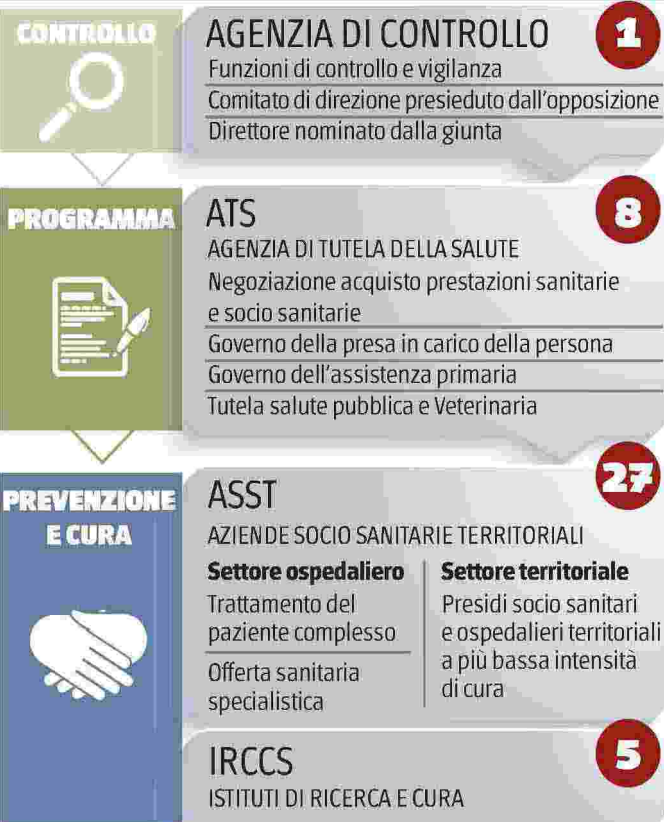 CONTROLLO
AGENZIA DI CONTROLLO
1
Funzioni di controllo e vigilanza
Comitato di direzione presieduto dall'opposizione
Direttore nominato dalla giunta
PROGRAMMA
ATS
8
AGENZIA DI TUTELA DELLA SALUTE
Negoziazione acquisto prestazioni sanitarie
e socio sanitarie
Governo della presa in carico della persona
Governo dell'assistenza primaria
Tutela salute pubblica e Veterinaria
PREVENZIONE
E CURA
ASST
27
AZIENDE SOCIO SANITARIE TERRITORIALI
Settore ospedaliero
Trattamento del
paziente complesso
Offerta sanitaria
specialistica
Settore territoriale
Presidi socio sanitari
e ospedalieri territoriali
a più bassa intensità
di cura
IRCCS
5
ISTITUTI DI RICERCA E CURA